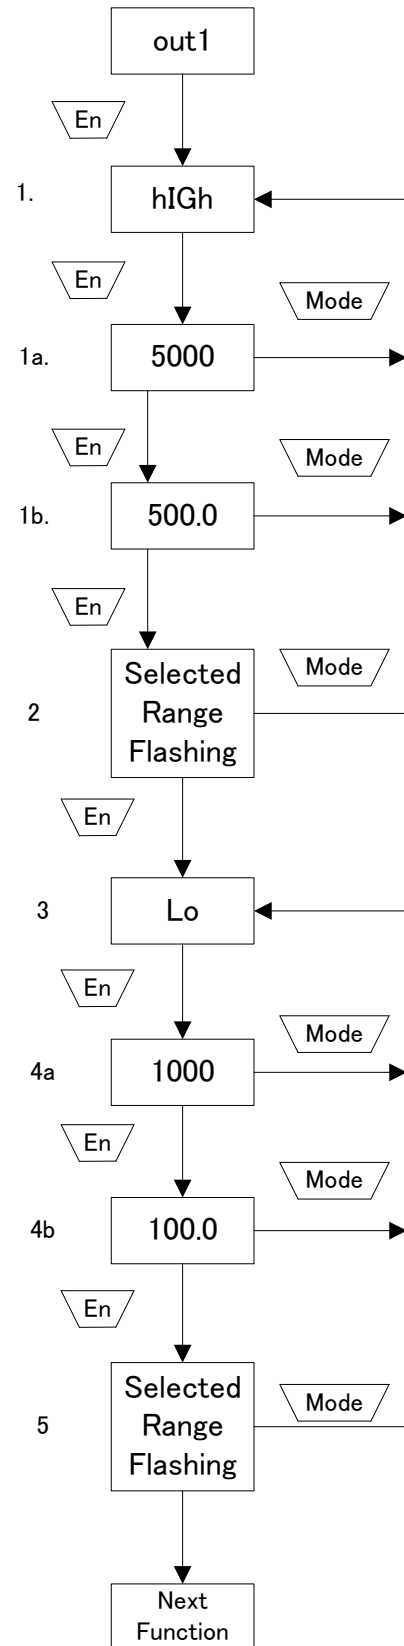 out1
En
1.
hIGh
En
Mode
1a.
5000
En
Mode
1b.
500.0
En
Mode
2
Selected
Range
Flashing
En
3
Lo
En
Mode
4a
1000
En
Mode
4b
100.0
En
Mode
5
Selected
Range
Flashing
Next
Function